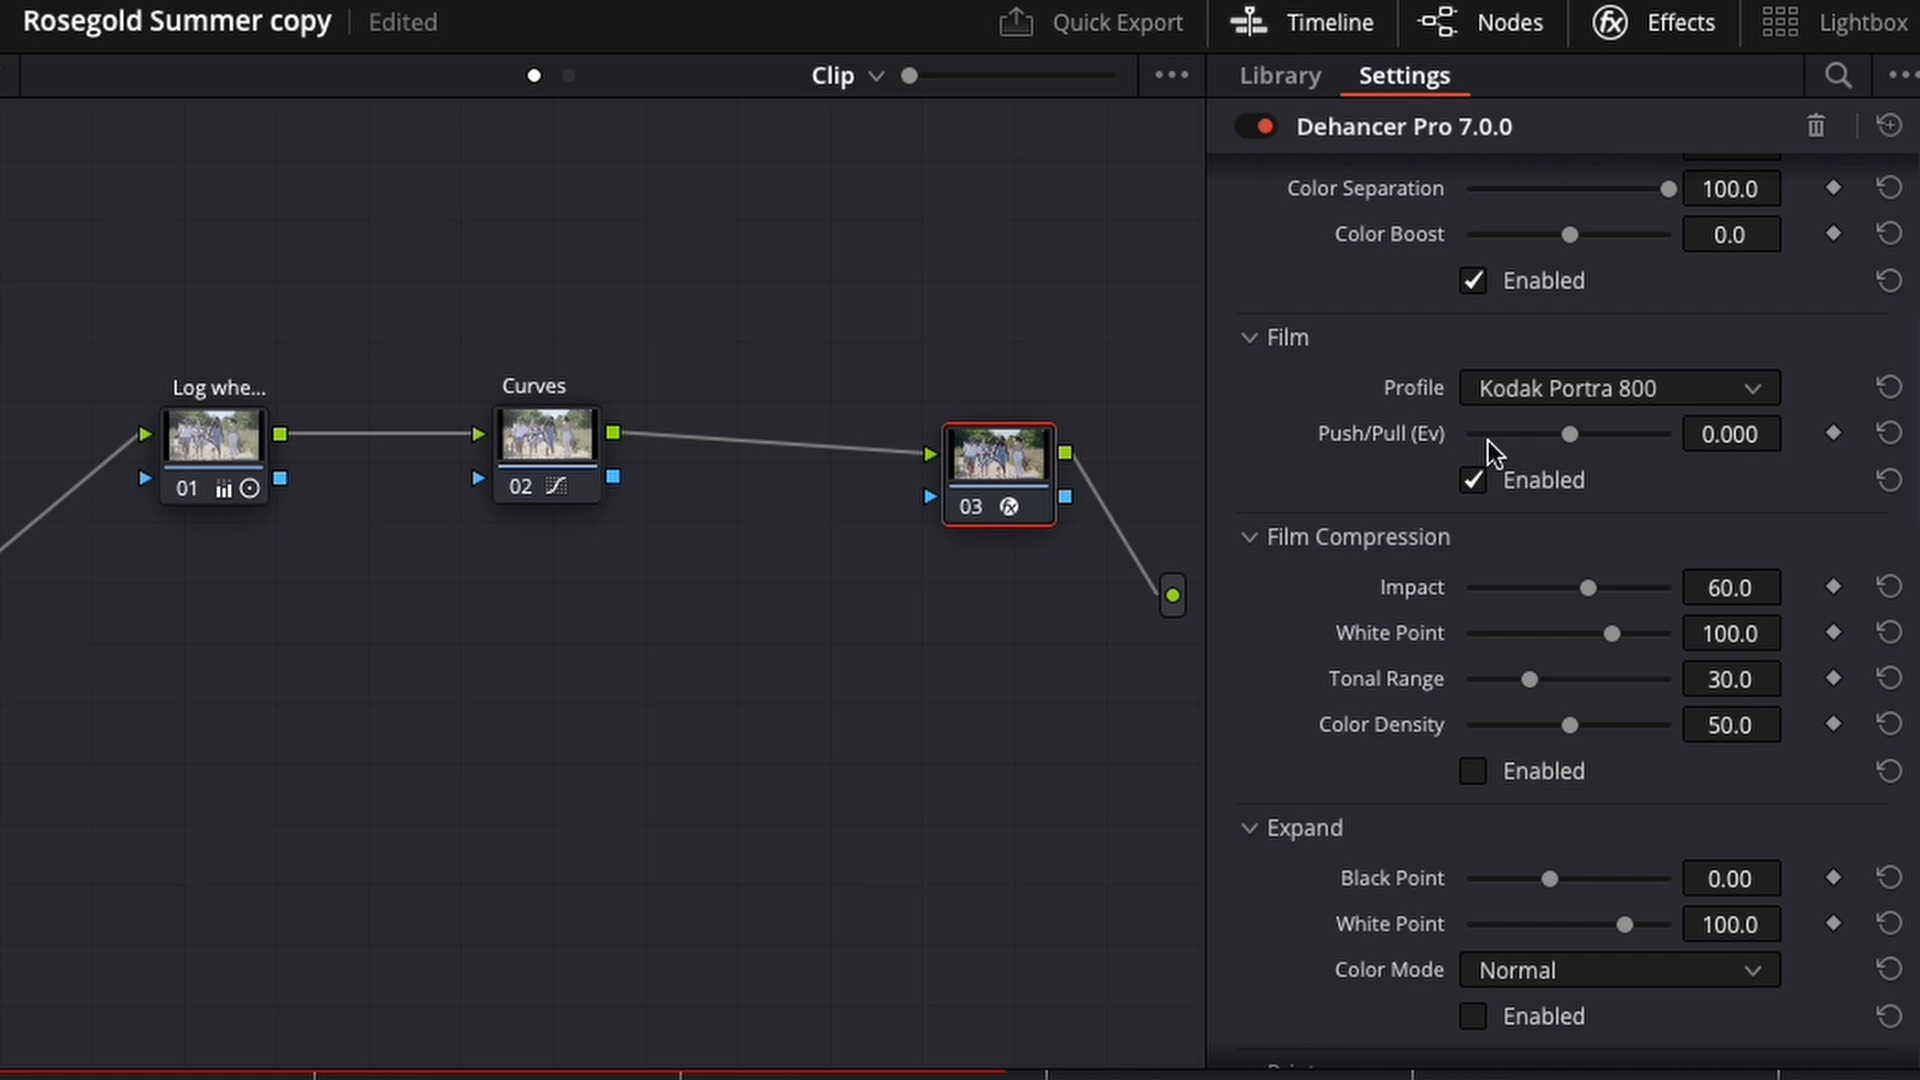 Rosegold Summer copy
Edited
Quick Export
Timeline
Nodes
Effects
Lightbox
Clip
Library
Settings
Dehancer Pro 7.0.0
Color Separation 100.0
Color Boost 0.0
Enabled
Film
Profile Kodak Portra 800
Push/Pull (Ev) 0.000
Enabled
Film Compression
Impact 60.0
White Point 100.0
Tonal Range 30.0
Color Density 50.0
Enabled
Expand
Black Point 0.00
White Point 100.0
Color Mode Normal
Enabled
Log whe...
01
Curves
02
03